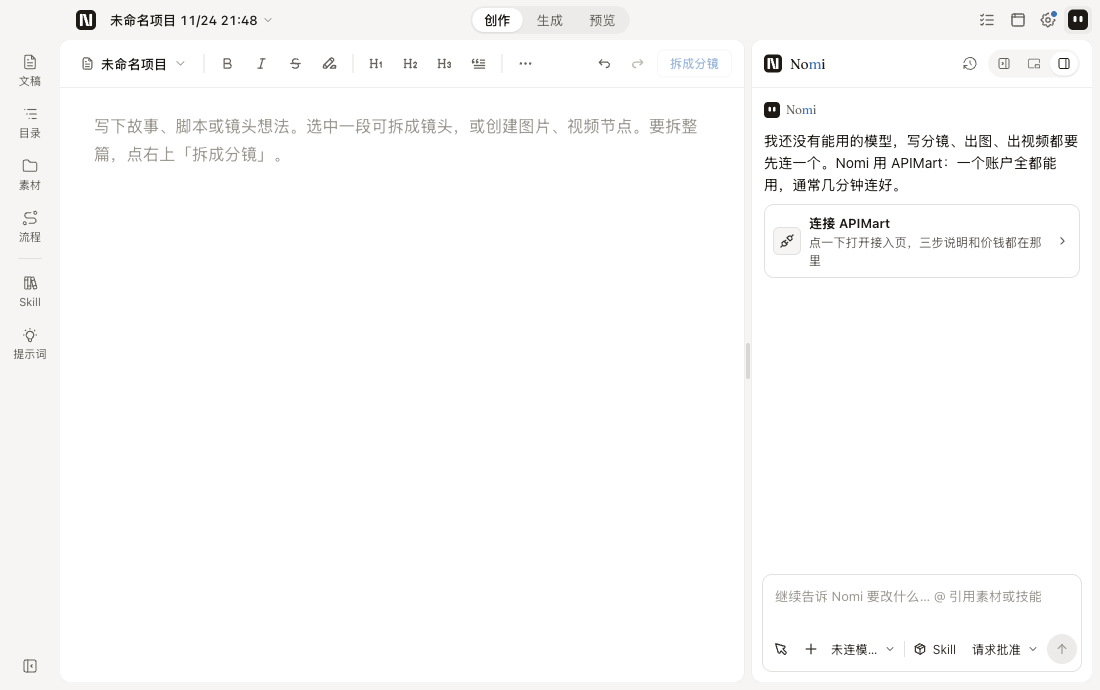 未命名项目 11/24 21:48
创作
生成
预览
文稿
目录
素材
流程
Skill
提示词
未命名项目
B
I
S
H1
H2
H3
拆成分镜
写下故事、脚本或镜头想法。选中一段可拆成镜头，或创建图片、视频节点。要拆整
篇，点右上「拆成分镜」。
Nomi
Nomi
我还没有能用的模型，写分镜、出图、出视频都要
先连一个。Nomi 用 APIMart：一个账户全都能
用，通常几分钟连好。
连接 APIMart
点一下打开接入页，三步说明和价钱都在那
里
继续告诉 Nomi 要改什么... @ 引用素材或技能
未连模...
Skill
请求批准